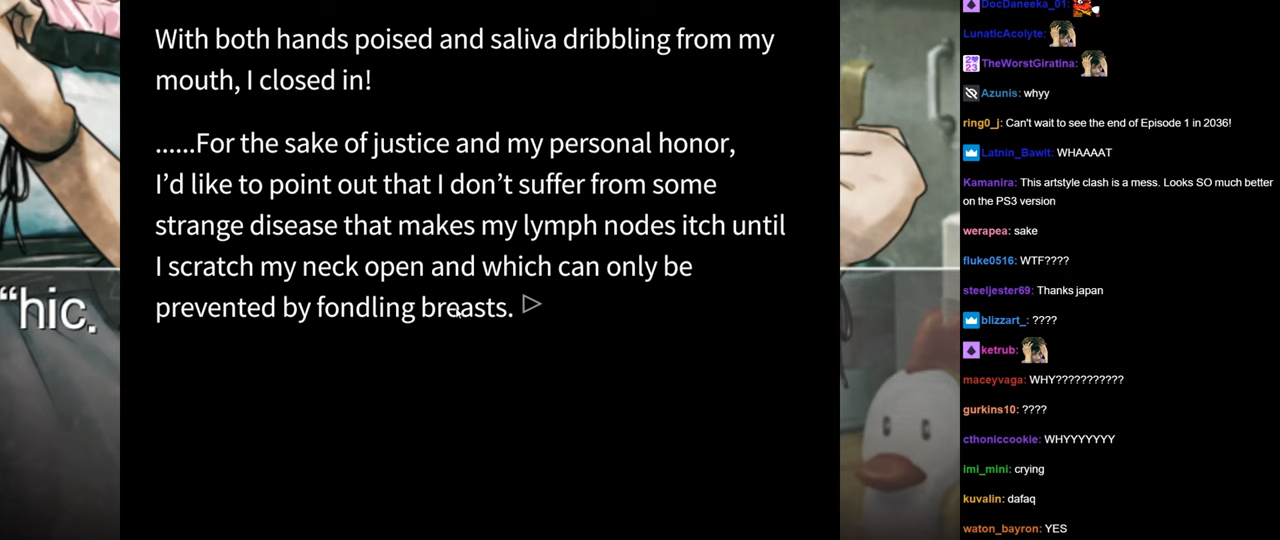 With both hands poised and saliva dribbling from my
mouth, I closed in!
......For the sake of justice and my personal honor,
I’d like to point out that I don’t suffer from some
strange disease that makes my lymph nodes itch until
I scratch my neck open and which can only be
prevented by fondling breasts.
“hic.
DocDaneeka_01:
LunaticAcolyte:
TheWorstGiratina:
Azunis: whyy
ring0_j: Can't wait to see the end of Episode 1 in 2036!
Latnin_Bawit: WHAAAAT
Kamanira: This artstyle clash is a mess. Looks SO much better
on the PS3 version
werapea: sake
fluke0516: WTF????
steeljester69: Thanks japan
blizzart_: ????
ketrub:
maceyvaga: WHY???????????
gurkins10: ????
cthoniccookie: WHYYYYYYY
imi_mini: crying
kuvalin: dafaq
waton_bayron: YES